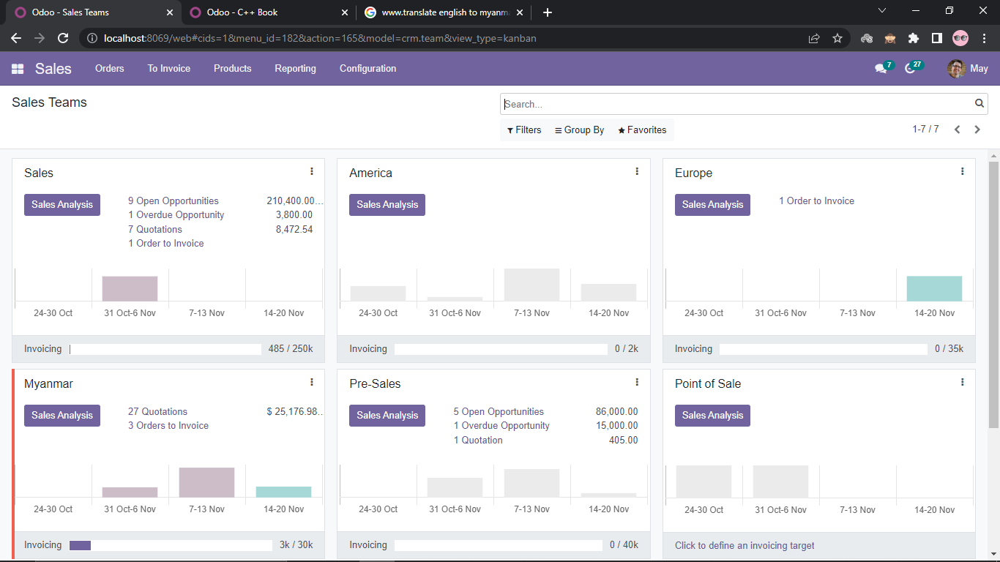 Odoo - Sales Teams
Odoo - C++ Book
www.translate english to myanma
localhost:8069/web#cids=1&menu_id=182&action=165&model=crm.team&view_type=kanban
Sales Orders To Invoice Products Reporting Configuration 7 27 May
Sales Teams
Search...
Filters Group By Favorites 1-7 / 7
Sales
Sales Analysis
9 Open Opportunities 210,400.00...
1 Overdue Opportunity 3,800.00
7 Quotations 8,472.54
1 Order to Invoice
24-30 Oct 31 Oct-6 Nov 7-13 Nov 14-20 Nov
Invoicing 485 / 250k
America
Sales Analysis
24-30 Oct 31 Oct-6 Nov 7-13 Nov 14-20 Nov
Invoicing 0 / 2k
Europe
Sales Analysis
1 Order to Invoice
24-30 Oct 31 Oct-6 Nov 7-13 Nov 14-20 Nov
Invoicing 0 / 35k
Myanmar
Sales Analysis
27 Quotations $ 25,176.98...
3 Orders to Invoice
24-30 Oct 31 Oct-6 Nov 7-13 Nov 14-20 Nov
Invoicing 3k / 30k
Pre-Sales
Sales Analysis
5 Open Opportunities 86,000.00
1 Overdue Opportunity 15,000.00
1 Quotation 405.00
24-30 Oct 31 Oct-6 Nov 7-13 Nov 14-20 Nov
Invoicing 0 / 40k
Point of Sale
Sales Analysis
24-30 Oct 31 Oct-6 Nov 7-13 Nov 14-20 Nov
Click to define an invoicing target